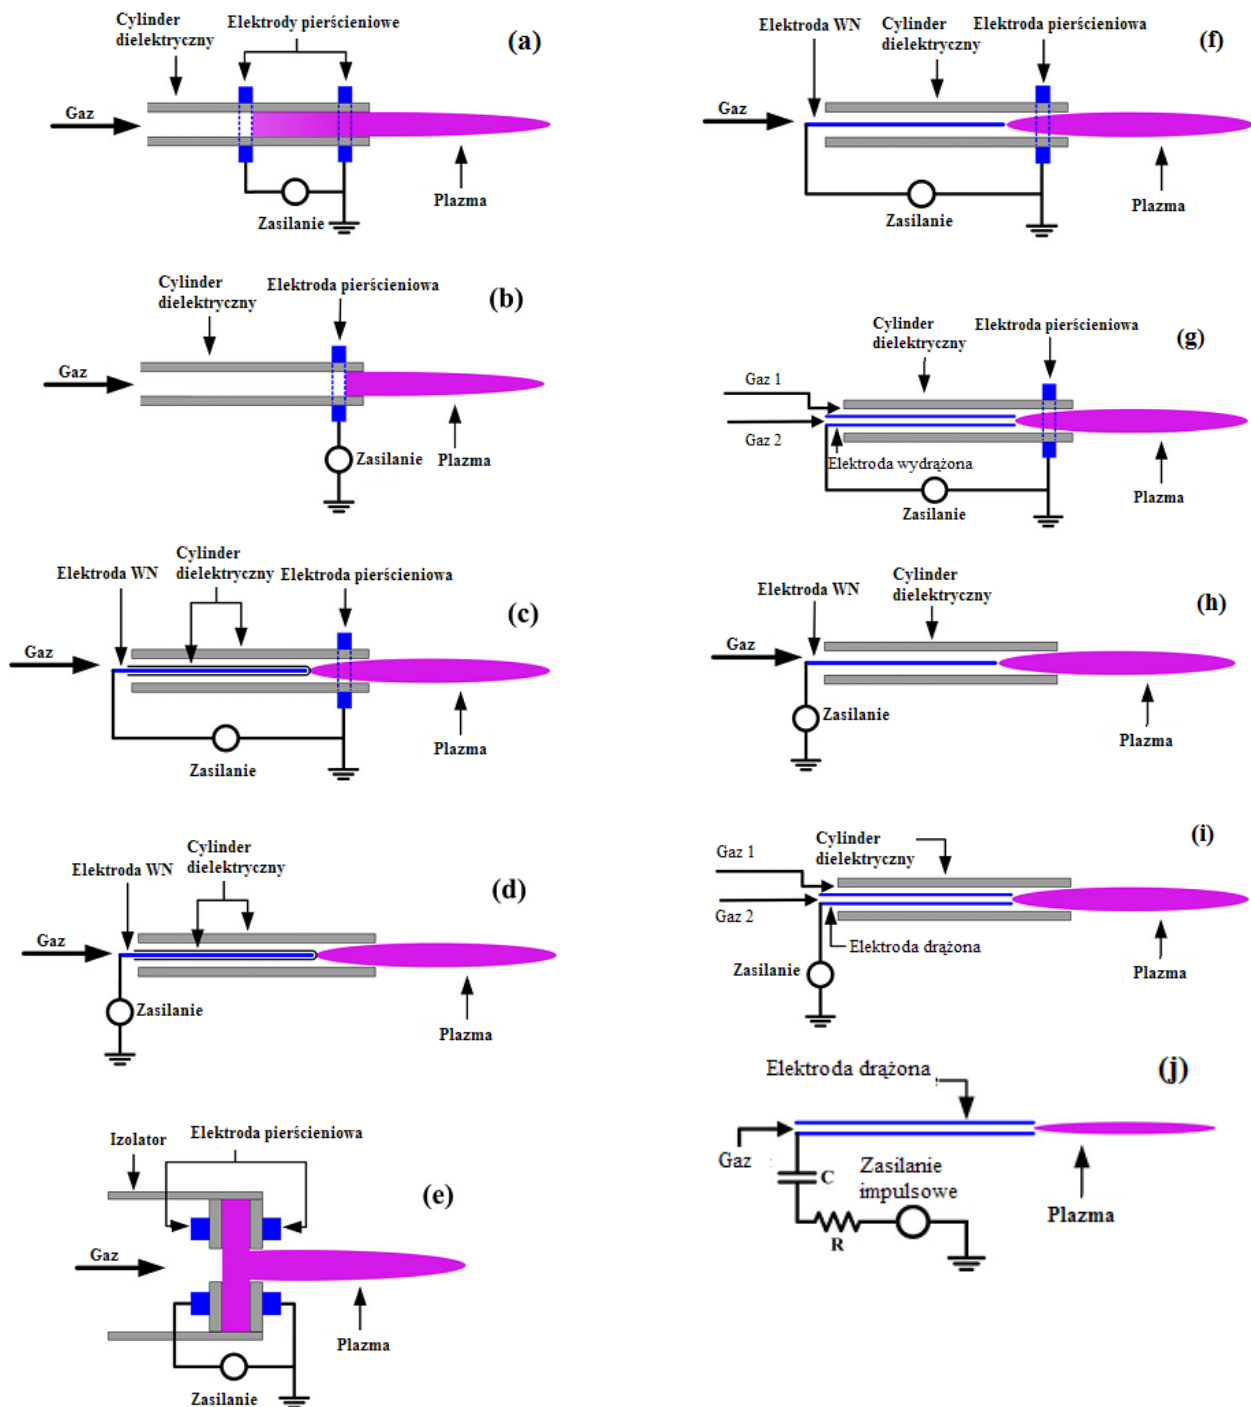 Cylinder
dielektryczny
Elektrody pierścieniowe
(a)
Gaz
Zasilanie
Plazma
Cylinder
dielektryczny
Elektroda pierścieniowa
(b)
Gaz
Zasilanie
Plazma
Cylinder
dielektryczny
Elektroda WN
Elektroda pierścieniowa
(c)
Gaz
Zasilanie
Plazma
Cylinder
dielektryczny
Elektroda WN
(d)
Gaz
Zasilanie
Plazma
Izolator
Elektroda pierścieniowa
(e)
Gaz
Plazma
Zasilanie
Elektroda WN
Cylinder
dielektryczny
Elektroda pierścieniowa
(f)
Gaz
Zasilanie
Plazma
Cylinder
dielektryczny
Elektroda pierścieniowa
(g)
Gaz 1
Gaz 2
Elektroda wydrążona
Zasilanie
Plazma
Elektroda WN
Cylinder
dielektryczny
(h)
Gaz
Zasilanie
Plazma
Cylinder
dielektryczny
(i)
Gaz 1
Gaz 2
Elektroda drążona
Zasilanie
Plazma
Elektroda drążona
(j)
Gaz
C
Zasilanie
impulsowe
R
Plazma